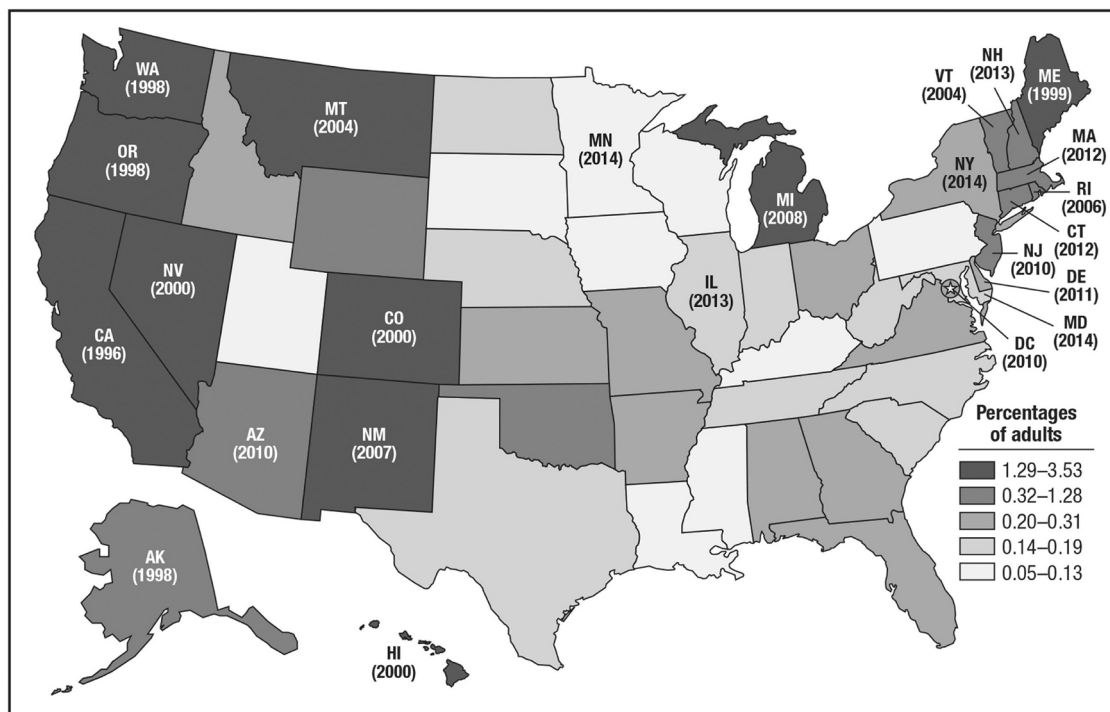 WA
(1998)
MT
(2004)
OR
(1998)
MN
(2014)
VT
(2004)
NH
(2013)
ME
(1999)
MA
(2012)
NY
(2014)
RI
(2006)
CT
(2012)
NJ
(2010)
DE
(2011)
MD
(2014)
DC
(2010)
MI
(2008)
IL
(2013)
NV
(2000)
CA
(1996)
CO
(2000)
AZ
(2010)
NM
(2007)
AK
(1998)
HI
(2000)
Percentages
of adults
1.29–3.53
0.32–1.28
0.20–0.31
0.14–0.19
0.05–0.13